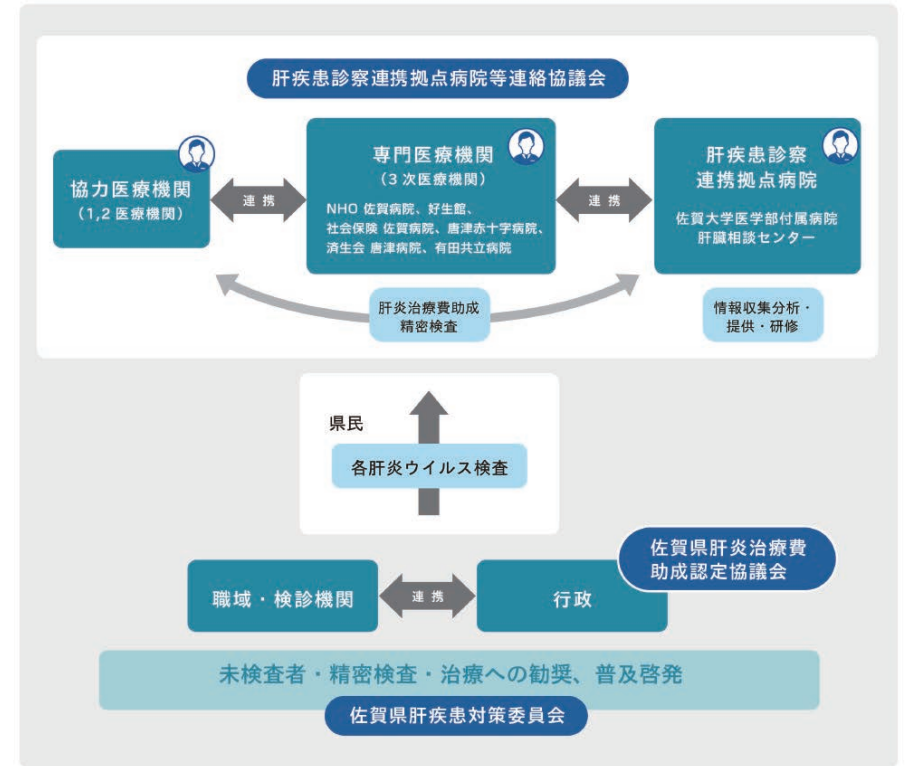 肝疾患診察連携拠点病院等連絡協議会
協力医療機関
（1,2 医療機関）
連携
専門医療機関
（3 次医療機関）
NHO 佐賀病院、好生館、
社会保険 佐賀病院、唐津赤十字病院、
済生会 唐津病院、有田共立病院
連携
肝疾患診察
連携拠点病院
佐賀大学医学部付属病院
肝臓相談センター
肝炎治療費助成
精密検査
情報収集分析・
提供・研修
県民
各肝炎ウイルス検査
佐賀県肝炎治療費
助成認定協議会
職域・検診機関
連携
行政
未検査者・精密検査・治療への勧奨、普及啓発
佐賀県肝疾患対策委員会